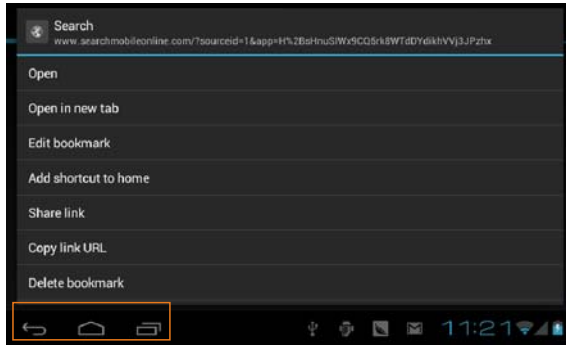 Search
www.searchmobileonline.com/?sourceid=1&app=H%2BsHnuSIWx9CQ5rk8WTdDYdikhVVj3JPzhx
Open
Open in new tab
Edit bookmark
Add shortcut to home
Share link
Copy link URL
Delete bookmark
11:21